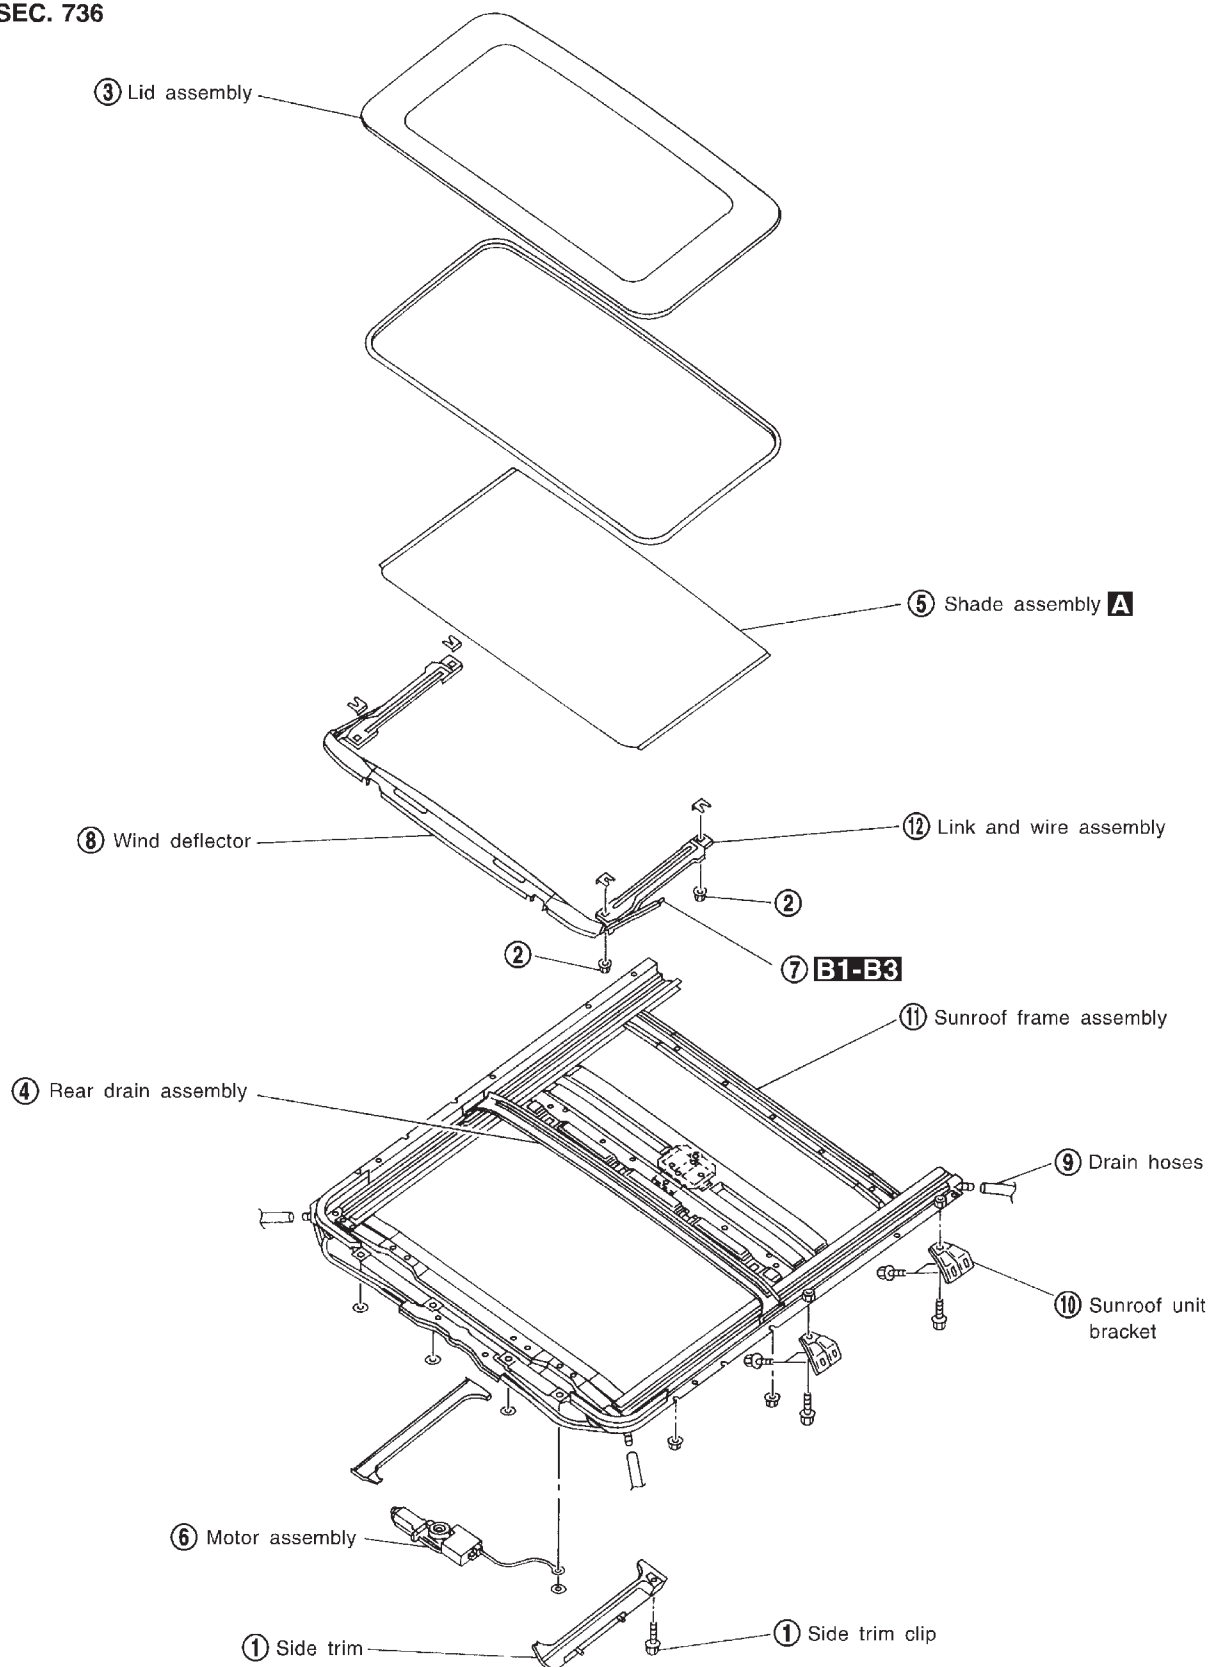 SEC. 736
③ Lid assembly
⑤ Shade assembly A
⑧ Wind deflector
⑫ Link and wire assembly
②
②
⑦ B1-B3
⑪ Sunroof frame assembly
④ Rear drain assembly
⑨ Drain hoses
⑩ Sunroof unit
bracket
⑥ Motor assembly
① Side trim
① Side trim clip